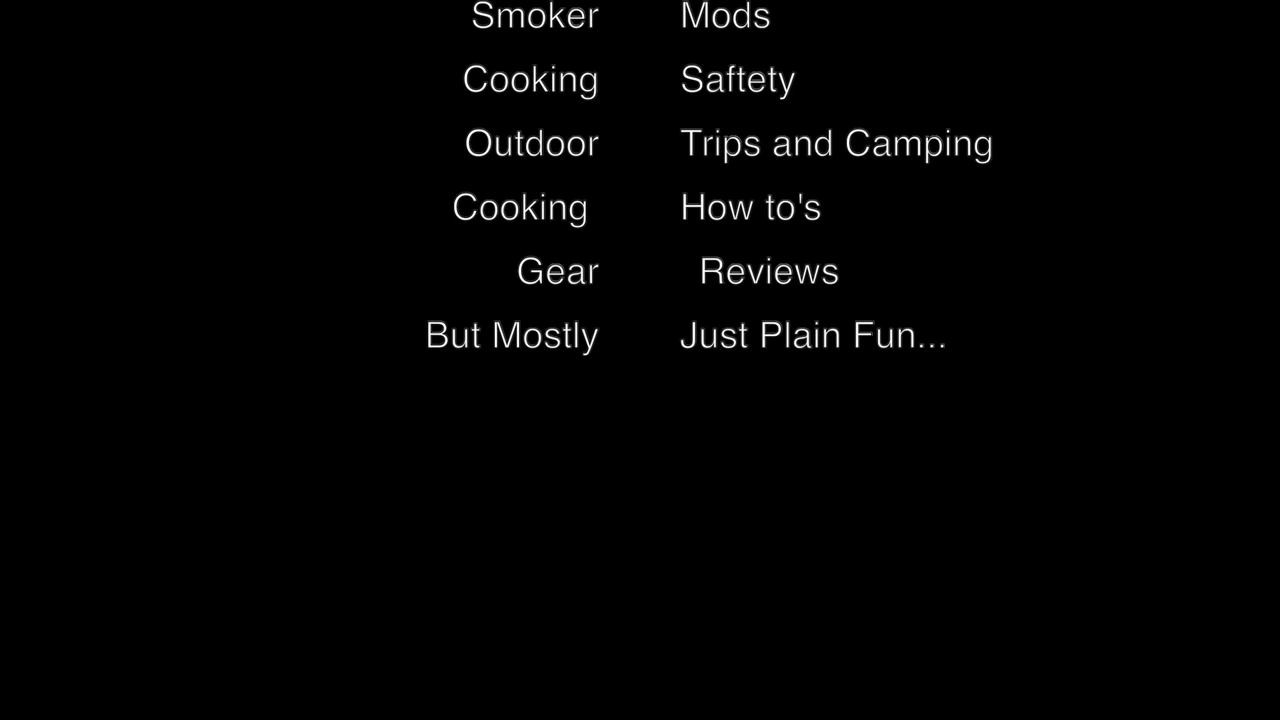 Smoker Mods
Cooking Saftety
Outdoor Trips and Camping
Cooking How to's
Gear Reviews
But Mostly Just Plain Fun...